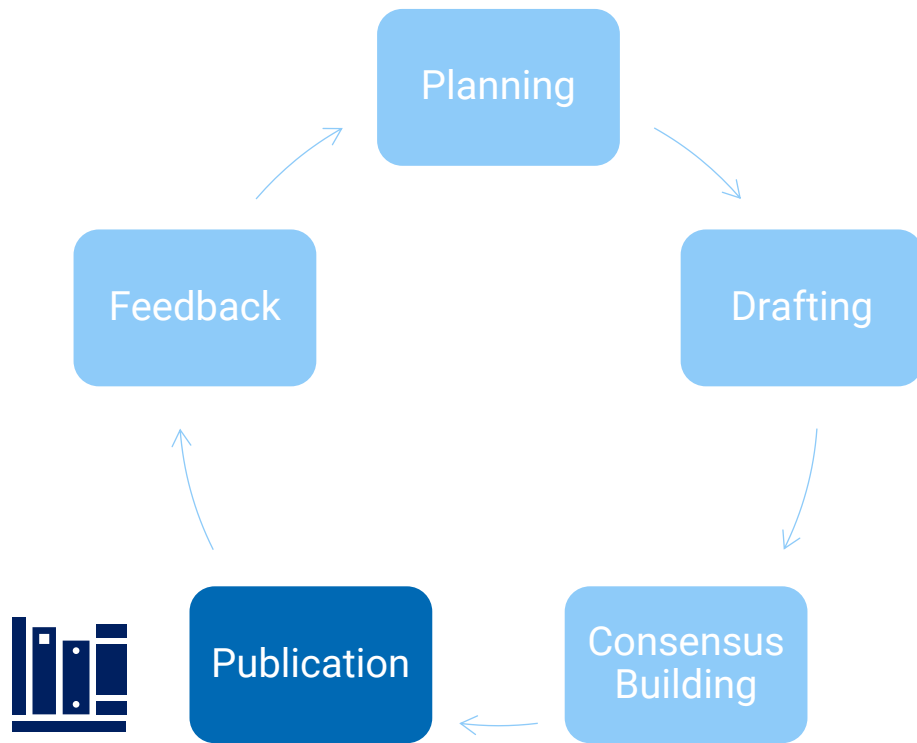 Planning
Feedback
Drafting
Publication
Consensus
Building